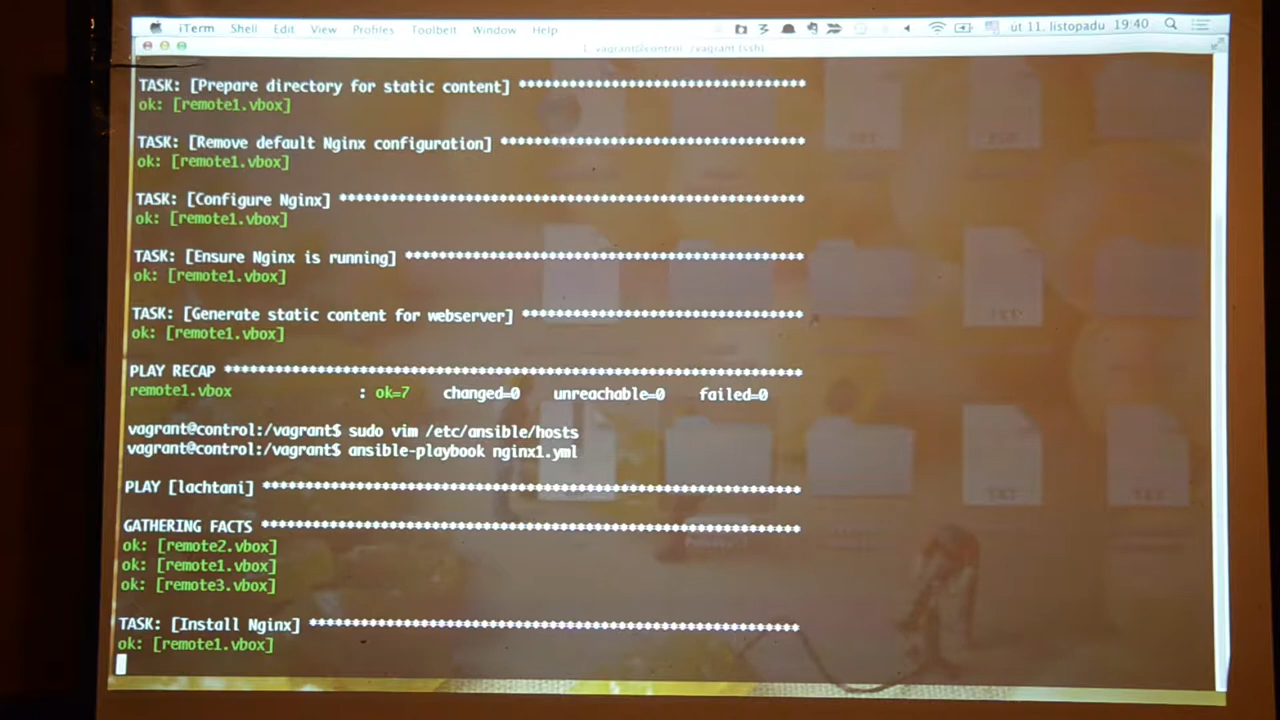 iTerm Shell Edit View Profiles Toolbelt Window Help út 11. listopadu 19:40
1. vagrant@control: /vagrant (ssh)
TASK: [Prepare directory for static content] **************************************
ok: [remote1.vbox]
TASK: [Remove default Nginx configuration] ****************************************
ok: [remote1.vbox]
TASK: [Configure Nginx] ***********************************************************
ok: [remote1.vbox]
TASK: [Ensure Nginx is running] ***************************************************
ok: [remote1.vbox]
TASK: [Generate static content for webserver] *************************************
ok: [remote1.vbox]
PLAY RECAP ************************************************************************
remote1.vbox : ok=7 changed=0 unreachable=0 failed=0
vagrant@control:/vagrant$ sudo vim /etc/ansible/hosts
vagrant@control:/vagrant$ ansible-playbook nginx1.yml
PLAY [lachtani] *******************************************************************
GATHERING FACTS *******************************************************************
ok: [remote2.vbox]
ok: [remote1.vbox]
ok: [remote3.vbox]
TASK: [Install Nginx] *************************************************************
ok: [remote1.vbox]